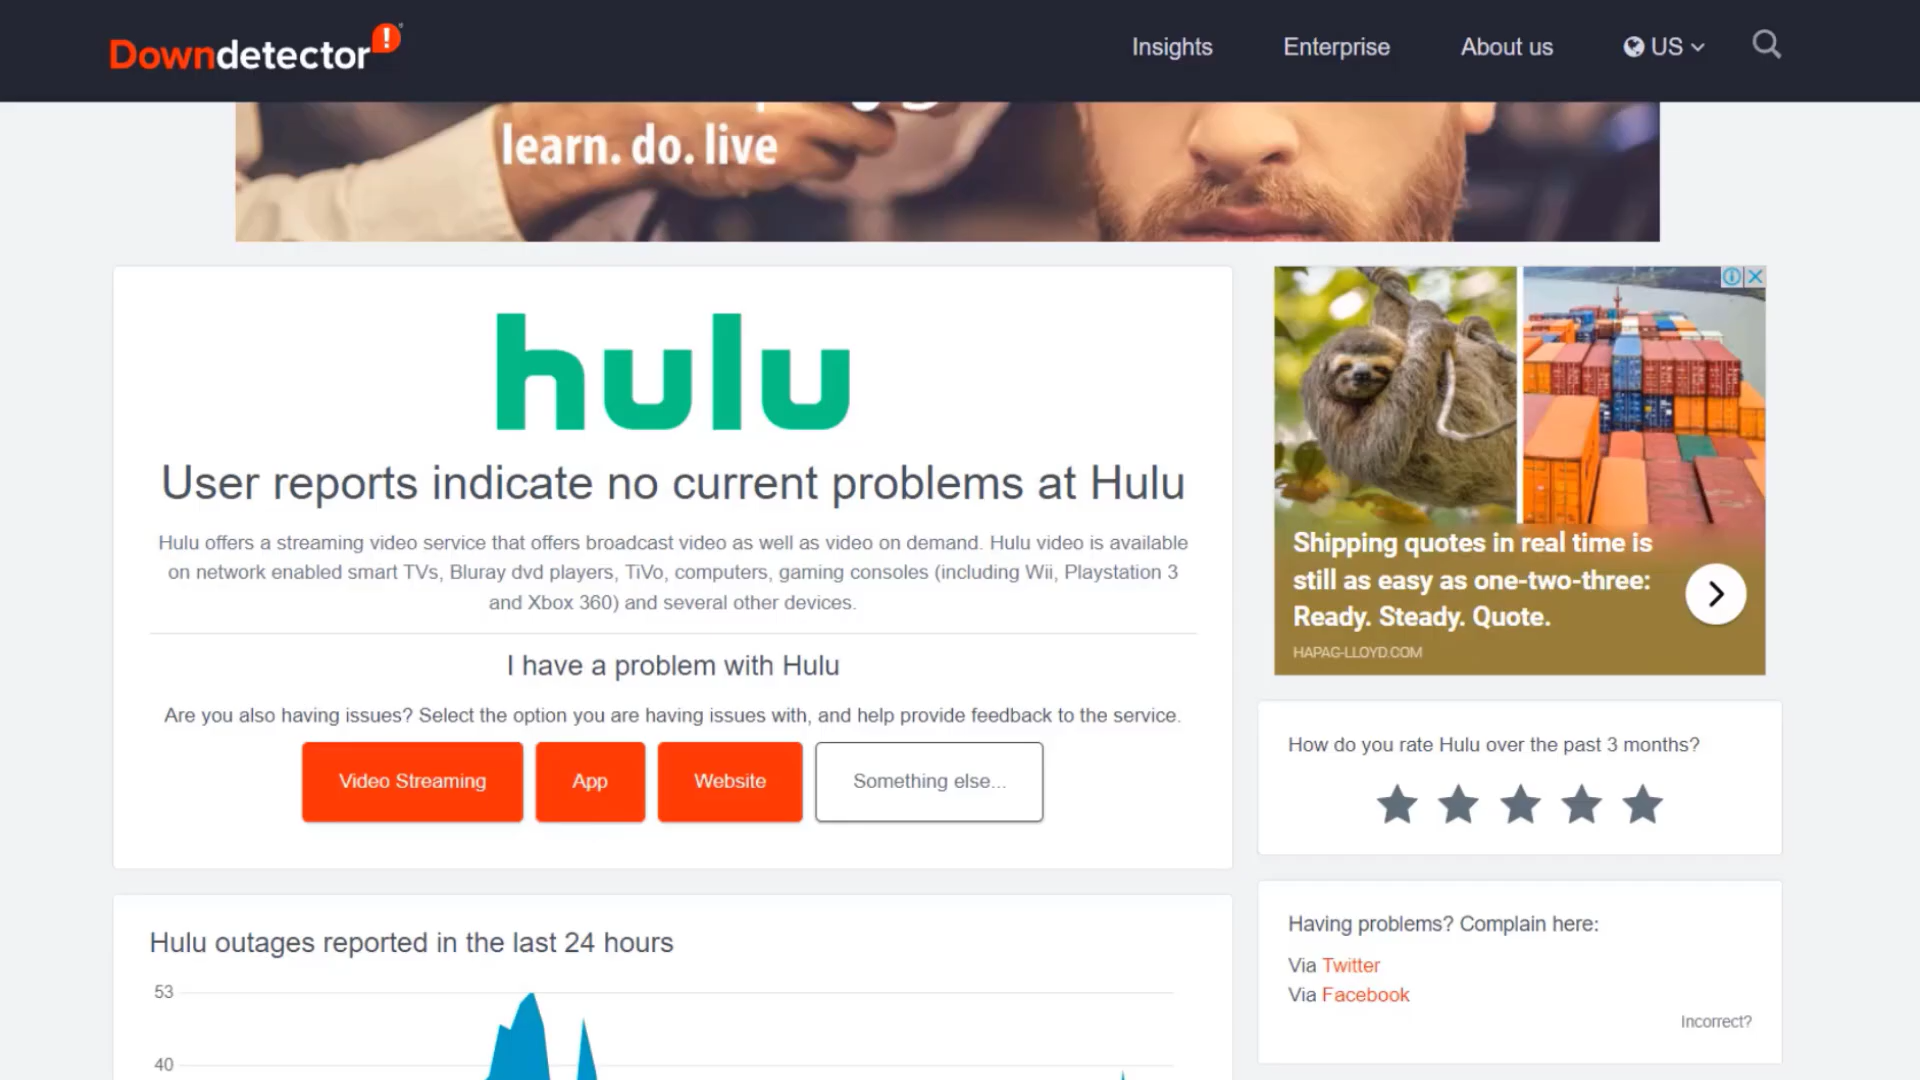 Downdetector
Insights
Enterprise
About us
US
learn. do. live
hulu
User reports indicate no current problems at Hulu
Hulu offers a streaming video service that offers broadcast video as well as video on demand. Hulu video is available
on network enabled smart TVs, Bluray dvd players, TiVo, computers, gaming consoles (including Wii, Playstation 3
and Xbox 360) and several other devices.
I have a problem with Hulu
Are you also having issues? Select the option you are having issues with, and help provide feedback to the service.
Video Streaming
App
Website
Something else...
Hulu outages reported in the last 24 hours
53
40
Shipping quotes in real time is
still as easy as one-two-three:
Ready. Steady. Quote.
HAPAG-LLOYD.COM
How do you rate Hulu over the past 3 months?
Having problems? Complain here:
Via Twitter
Via Facebook
Incorrect?